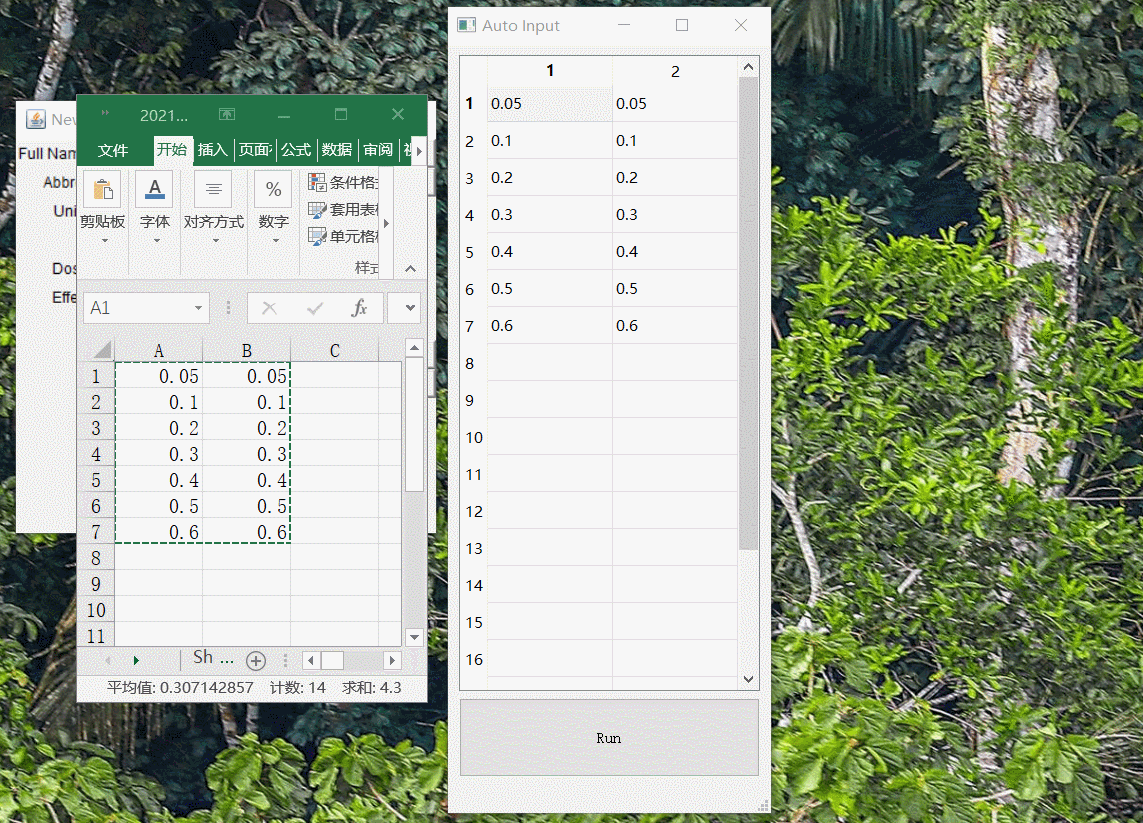 New
Full Nam
Abbr
Uni
Dos
Effe
2021...
文件 开始 插入 页面 公式 数据 审阅
剪贴板 字体 对齐方式 数字
% 条件格
套用表
单元格
样式
A1 fx
A B C
1 0.05 0.05
2 0.1 0.1
3 0.2 0.2
4 0.3 0.3
5 0.4 0.4
6 0.5 0.5
7 0.6 0.6
8
9
10
11
Sh ...
平均值: 0.307142857 计数: 14 求和: 4.3
Auto Input
1 2
1 0.05 0.05
2 0.1 0.1
3 0.2 0.2
4 0.3 0.3
5 0.4 0.4
6 0.5 0.5
7 0.6 0.6
8
9
10
11
12
13
14
15
16
Run